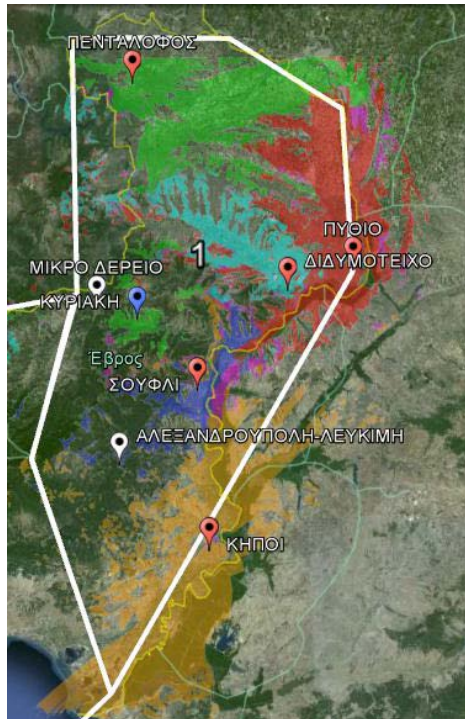 ΠΕΝΤΑΛΟΦΟΣ
ΠΥΘΙΟ
1
ΔΙΔΥΜΟΤΕΙΧΟ
ΜΙΚΡΟ ΔΕΡΕΙΟ
ΚΥΡΙΑΚΗ
Έβρος
ΣΟΥΦΛΙ
ΑΛΕΞΑΝΔΡΟΥΠΟΛΗ-ΛΕΥΚΙΜΗ
ΚΗΠΟΙ